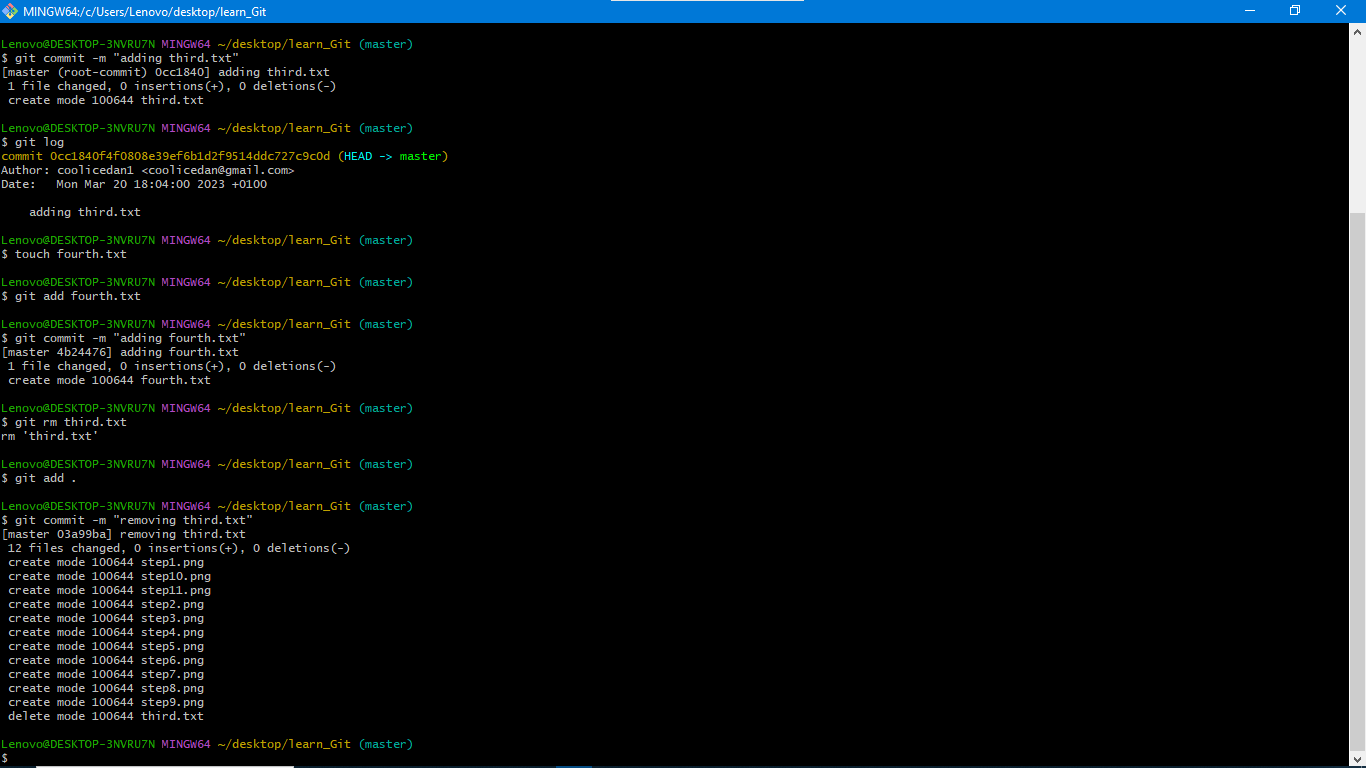 MINGW64:/c/Users/Lenovo/desktop/learn_Git
Lenovo@DESKTOP-3NVRU7N MINGW64 ~/desktop/learn_Git (master)
$ git commit -m "adding third.txt"
[master (root-commit) 0cc1840] adding third.txt
 1 file changed, 0 insertions(+), 0 deletions(-)
 create mode 100644 third.txt

Lenovo@DESKTOP-3NVRU7N MINGW64 ~/desktop/learn_Git (master)
$ git log
commit 0cc1840f4f0808e39ef6b1d2f9514ddc727c9c0d (HEAD -> master)
Author: coolicedan1 <coolicedan@gmail.com>
Date:   Mon Mar 20 18:04:00 2023 +0100

    adding third.txt

Lenovo@DESKTOP-3NVRU7N MINGW64 ~/desktop/learn_Git (master)
$ touch fourth.txt

Lenovo@DESKTOP-3NVRU7N MINGW64 ~/desktop/learn_Git (master)
$ git add fourth.txt

Lenovo@DESKTOP-3NVRU7N MINGW64 ~/desktop/learn_Git (master)
$ git commit -m "adding fourth.txt"
[master 4b24476] adding fourth.txt
 1 file changed, 0 insertions(+), 0 deletions(-)
 create mode 100644 fourth.txt

Lenovo@DESKTOP-3NVRU7N MINGW64 ~/desktop/learn_Git (master)
$ git rm third.txt
rm 'third.txt'

Lenovo@DESKTOP-3NVRU7N MINGW64 ~/desktop/learn_Git (master)
$ git add .

Lenovo@DESKTOP-3NVRU7N MINGW64 ~/desktop/learn_Git (master)
$ git commit -m "removing third.txt"
[master 03a99ba] removing third.txt
 12 files changed, 0 insertions(+), 0 deletions(-)
 create mode 100644 step1.png
 create mode 100644 step10.png
 create mode 100644 step11.png
 create mode 100644 step2.png
 create mode 100644 step3.png
 create mode 100644 step4.png
 create mode 100644 step5.png
 create mode 100644 step6.png
 create mode 100644 step7.png
 create mode 100644 step8.png
 create mode 100644 step9.png
 delete mode 100644 third.txt

Lenovo@DESKTOP-3NVRU7N MINGW64 ~/desktop/learn_Git (master)
$